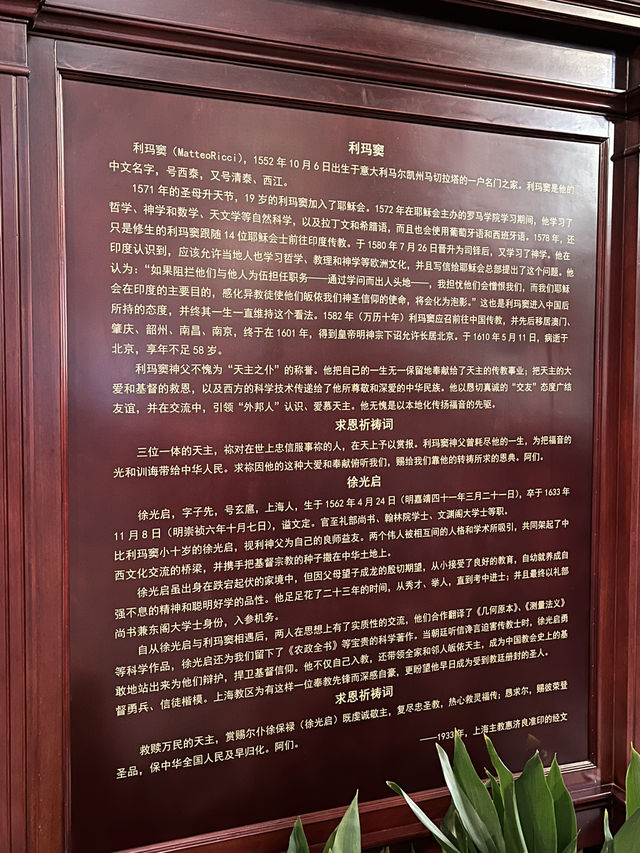 利玛窦
利玛窦（MatteoRicci），1552 年 10 月 6 日出生于意大利马尔凯州马切拉塔的一户名门之家。利玛窦是他的
中文名字，号西泰，又号清泰、西江。
1571 年的圣母升天节，19 岁的利玛窦加入了耶稣会。1572 年在耶稣会主办的罗马学院学习期间，他学习了
哲学、神学和数学、天文学等自然科学，以及拉丁文和希腊语，而且也会使用葡萄牙语和西班牙语。1578 年，还
只是修生的利玛窦跟随 14 位耶稣会士前往印度传教。于 1580 年 7 月 26 日晋升为司铎后，又学习了神学。他在
印度认识到，应该允许当地人也学习哲学、教理和神学等欧洲文化，并且写信给耶稣会总部提出了这个问题。他
认为：“如果阻拦他们与他人为伍担任职务——通过学问而出人头地——，我担忧他们会憎恨我们，而我们耶稣
会在印度的主要目的，感化异教徒使他们皈依我们神圣信仰的使命，将会化为泡影。”这也是利玛窦进入中国后
所持的态度，并终其一生一直维持这个看法。1582 年（万历十年）利玛窦应召前往中国传教，并先后移居澳门、
肇庆、韶州、南昌、南京，终于在 1601 年，得到皇帝明神宗下诏允许长居北京。于 1610 年 5 月 11 日，病逝于
北京，享年不足 58 岁。
利玛窦神父不愧为“天主之仆”的称誉。他把自己的一生无一保留地奉献给了天主的传教事业；把天主的大
爱和基督的救恩，以及西方的科学技术传递给了他所尊敬和深爱的中华民族。他以恳切真诚的“交友”态度广结
友谊，并在交流中，引领“外邦人”认识、爱慕天主。他无愧是以本地化传扬福音的先驱。
求恩祈祷词
三位一体的天主，祢对在世上忠信服事祢的人，在天上予以赏报。利玛窦神父曾耗尽他的一生，为把福音的
光和训诲带给中华人民。求祢因他的这种大爱和奉献俯听我们，赐给我们靠他的转祷所求的恩典。阿们。
徐光启
徐光启，字子先，号玄扈，上海人，生于 1562 年 4 月 24 日（明嘉靖四十一年三月二十一日），卒于 1633 年
11 月 8 日（明崇祯六年十月七日），谥文定。官至礼部尚书、翰林院学士、文渊阁大学士等职。
比利玛窦小十岁的徐光启，视利神父为自己的良师益友。两个伟人被相互间的人格和学术所吸引，共同架起了中
西文化交流的桥梁，并携手把基督宗教的种子撒在中华土地上。
徐光启虽出身在跌宕起伏的家境中，但因父母望子成龙的殷切期望，从小接受了良好的教育，自幼就养成自
强不息的精神和聪明好学的品性。他足足花了二十三年的时间，从秀才、举人，直到考中进士；并且最终以礼部
尚书兼东阁大学士身份，入参机务。
自从徐光启与利玛窦相遇后，两人在思想上有了实质性的交流，他们合作翻译了《几何原本》、《测量法义》
等科学作品，徐光启还为我们留下了《农政全书》等宝贵的科学著作。当朝廷听信谗言迫害传教士时，徐光启勇
敢地站出来为他们辩护，捍卫基督信仰。他不仅自己入教，还带领全家和邻人皈依天主，成为中国教会史上的基
督勇兵、信徒楷模。上海教区为有这样一位奉教先锋而深感自豪，更盼望他早日成为受到教廷册封的圣人。
求恩祈祷词
救赎万民的天主，赏赐尔仆徐保禄（徐光启）既虔诚敬主，复尽忠圣教，热心救灵福传；恳求尔，赐彼荣登
圣品，保中华全国人民及早归化。阿们。
——1933 年，上海主教惠济良准印的经文